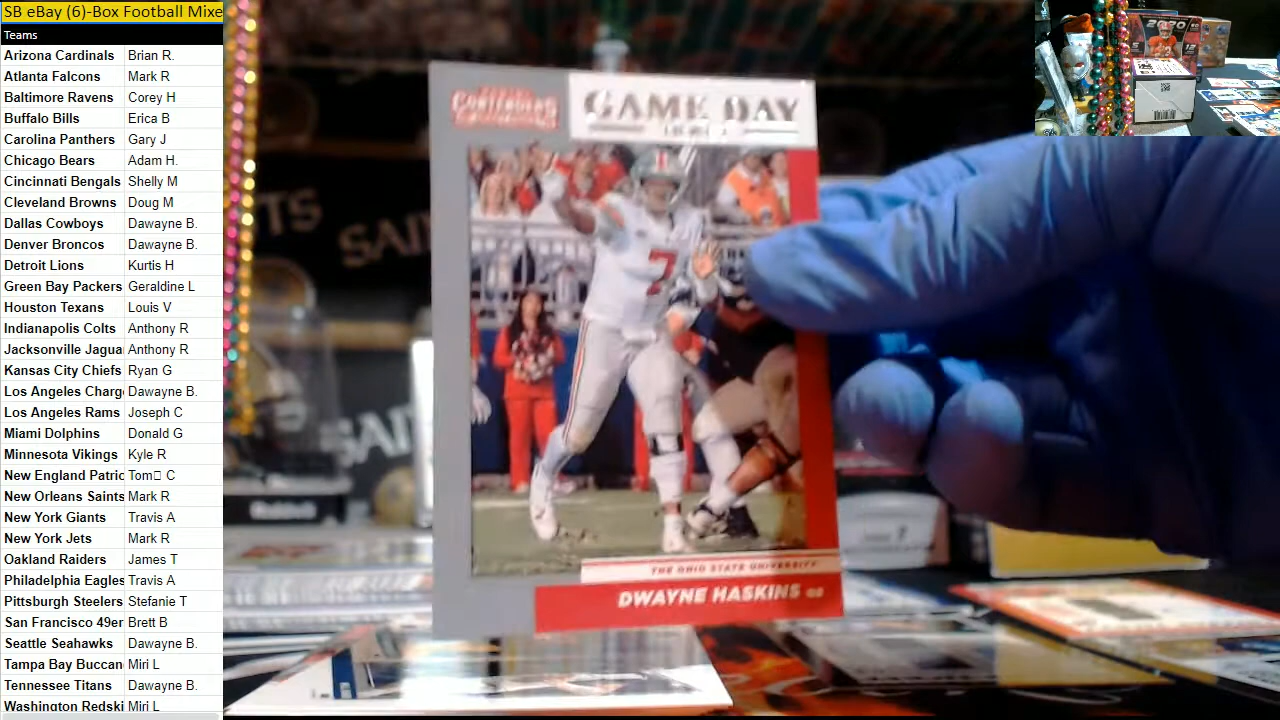 SB eBay (6)-Box Football Mixe
Teams
Arizona Cardinals Brian R.
Atlanta Falcons Mark R
Baltimore Ravens Corey H
Buffalo Bills Erica B
Carolina Panthers Gary J
Chicago Bears Adam H.
Cincinnati Bengals Shelly M
Cleveland Browns Doug M
Dallas Cowboys Dawayne B.
Denver Broncos Dawayne B.
Detroit Lions Kurtis H
Green Bay Packers Geraldine L
Houston Texans Louis V
Indianapolis Colts Anthony R
Jacksonville Jagua Anthony R
Kansas City Chiefs Ryan G
Los Angeles Charg Dawayne B.
Los Angeles Rams Joseph C
Miami Dolphins Donald G
Minnesota Vikings Kyle R
New England Patric Tom C
New Orleans Saints Mark R
New York Giants Travis A
New York Jets Mark R
Oakland Raiders James T
Philadelphia Eagles Travis A
Pittsburgh Steelers Stefanie T
San Francisco 49er Brett B
Seattle Seahawks Dawayne B.
Tampa Bay Buccan Miri L
Tennessee Titans Dawayne B.
Washington Redski Miri L
CONTENDERS
GAME DAY
7
THE OHIO STATE UNIVERSITY
DWAYNE HASKINS QB
SAI
SAI
2020